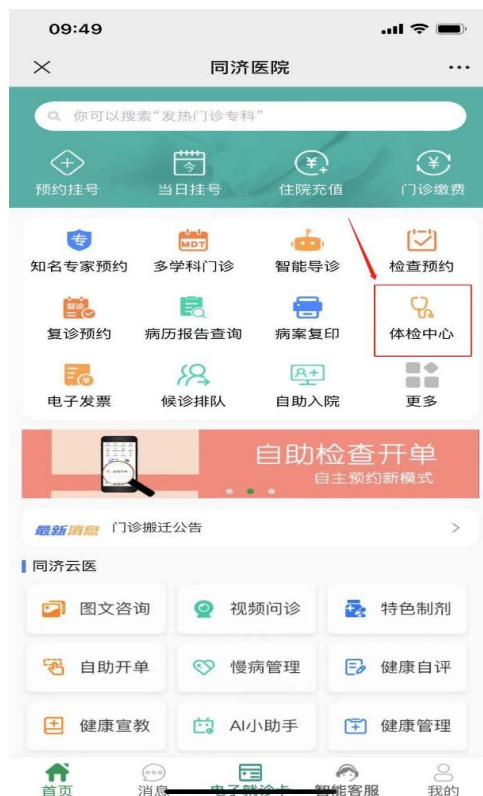 09:49
同济医院
你可以搜索“发热门诊专科”
今
预约挂号 当日挂号 住院充值 门诊缴费
专 MDT
知名专家预约 多学科门诊 智能导诊 检查预约
复诊
复诊预约 病历报告查询 病案复印 体检中心
电子发票 候诊排队 自助入院 更多
自助检查开单
自主预约新模式
最新消息 门诊搬迁公告
同济云医
图文咨询 视频问诊 特色制剂
自助开单 慢病管理 健康自评
健康宣教 AI小助手 健康管理
首页 消息 电子就诊卡 智能客服 我的